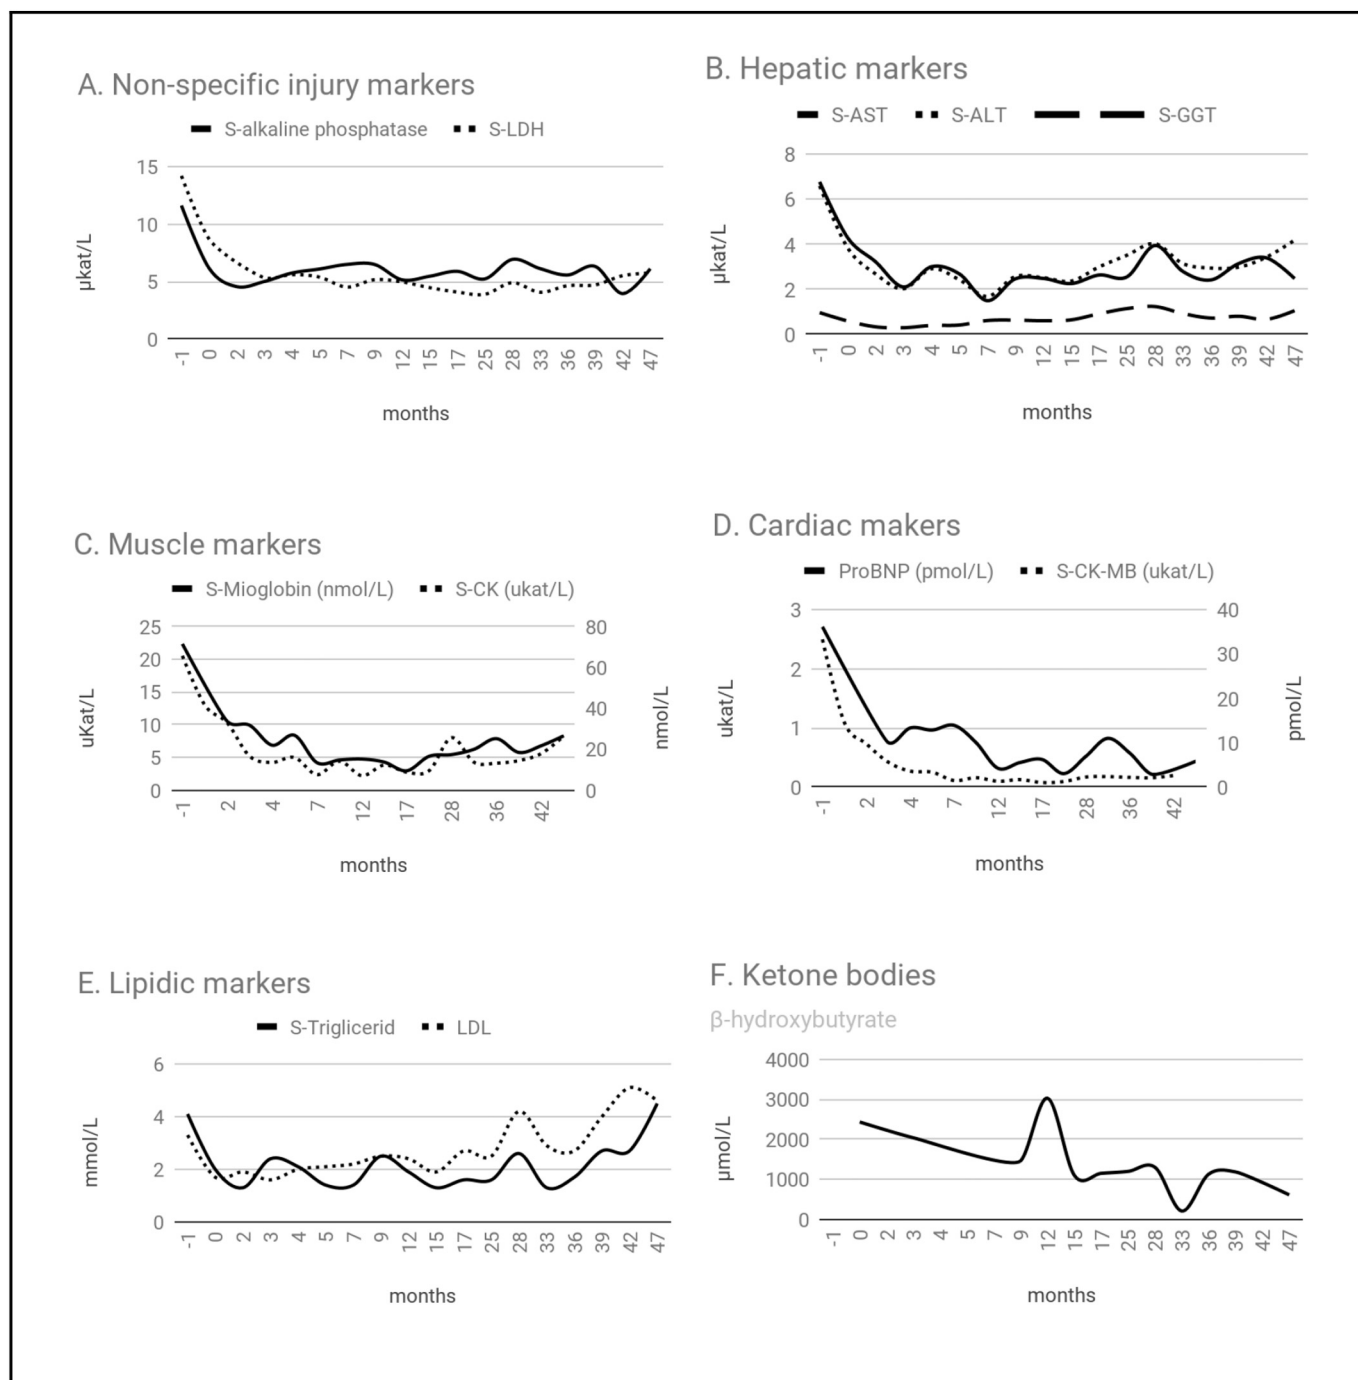 A. Non-specific injury markers
S-alkaline phosphatase S-LDH
15
10
5
0
µkat/L
-1 0 2 3 4 5 7 9 12 15 17 25 28 33 36 39 42 47
months
B. Hepatic markers
S-AST S-ALT S-GGT
8
6
4
2
0
µkat/L
-1 0 2 3 4 5 7 9 12 15 17 25 28 33 36 39 42 47
months
C. Muscle markers
S-Mioglobin (nmol/L) S-CK (ukat/L)
25 80
20 60
15
10 40
5 20
0 0
uKat/L
nmol/L
-1 2 4 7 12 17 28 36 42
months
D. Cardiac makers
ProBNP (pmol/L) S-CK-MB (ukat/L)
3 40
30
2
20
1
10
0 0
ukat/L
pmol/L
-1 2 4 7 12 17 28 36 42
months
E. Lipidic markers
S-Triglicerid LDL
6
4
2
0
mmol/L
-1 0 2 3 4 5 7 9 12 15 17 25 28 33 36 39 42 47
months
F. Ketone bodies
β-hydroxybutyrate
4000
3000
2000
1000
0
µmol/L
-1 0 2 3 4 5 7 9 12 15 17 25 28 33 36 39 42 47
months